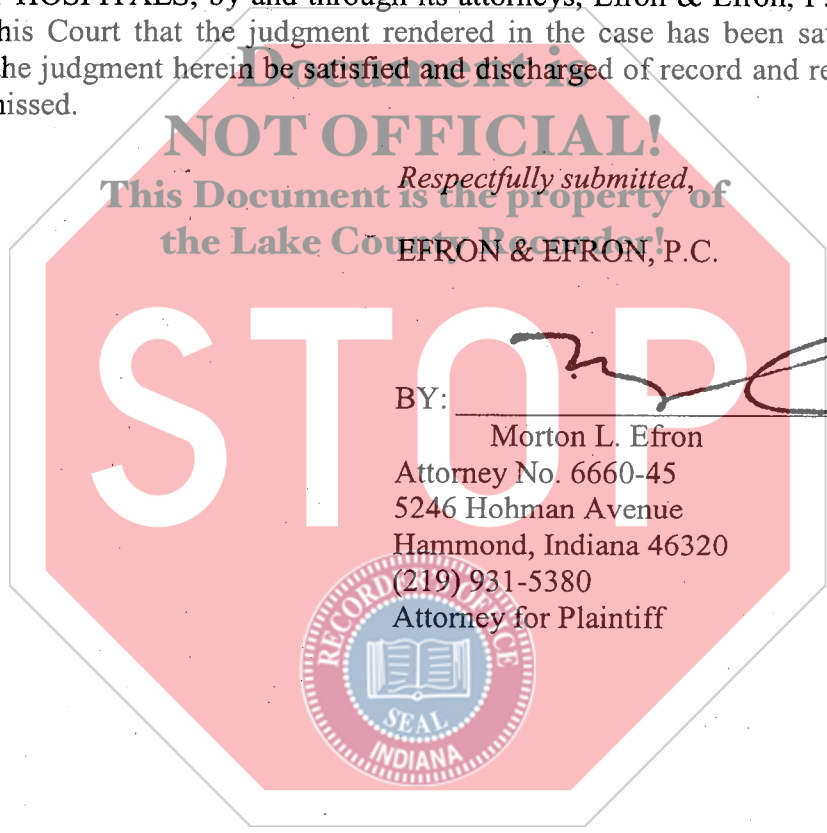 HOSPITALS, by and through its attorneys, Efron & Efron, P.
his Court that the judgment rendered in the case has been sa
he judgment herein be satisfied and discharged of record and re
missed.
Document is
NOT OFFICIAL!
This Document is the property of
the Lake County Recorder!
Respectfully submitted,
EFRON & EFRON, P.C.
STOP
BY:
Morton L. Efron
Attorney No. 6660-45
5246 Hohman Avenue
Hammond, Indiana 46320
(219) 931-5380
Attorney for Plaintiff
RECORDER'S OFFICE
SEAL
INDIANA